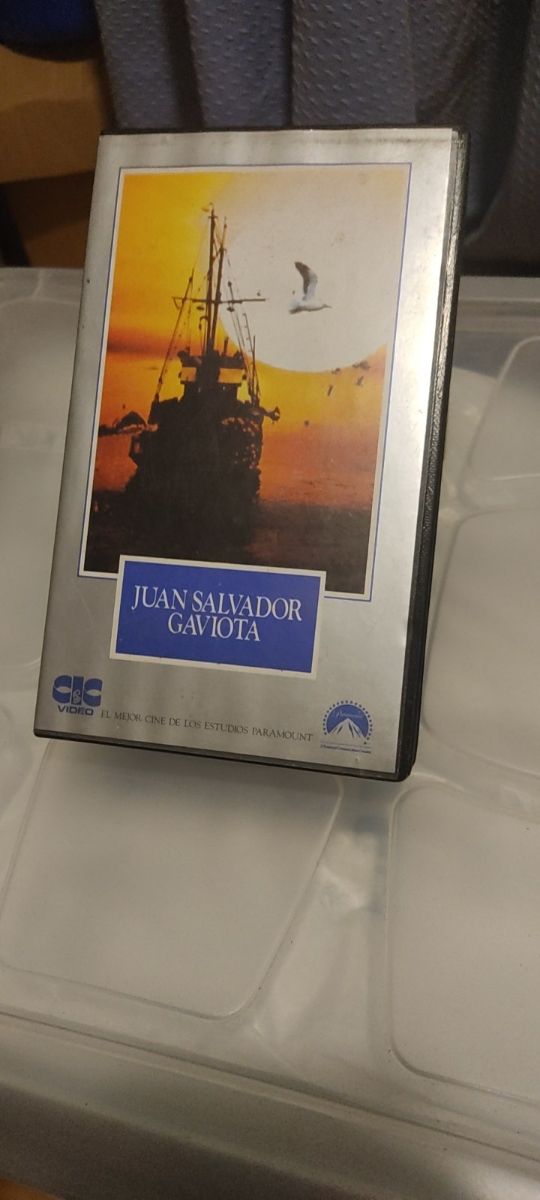 JUAN SALVADOR
GAVIOTA
CIC
VIDEO
EL MEJOR CINE DE LOS ESTUDIOS PARAMOUNT
Paramount